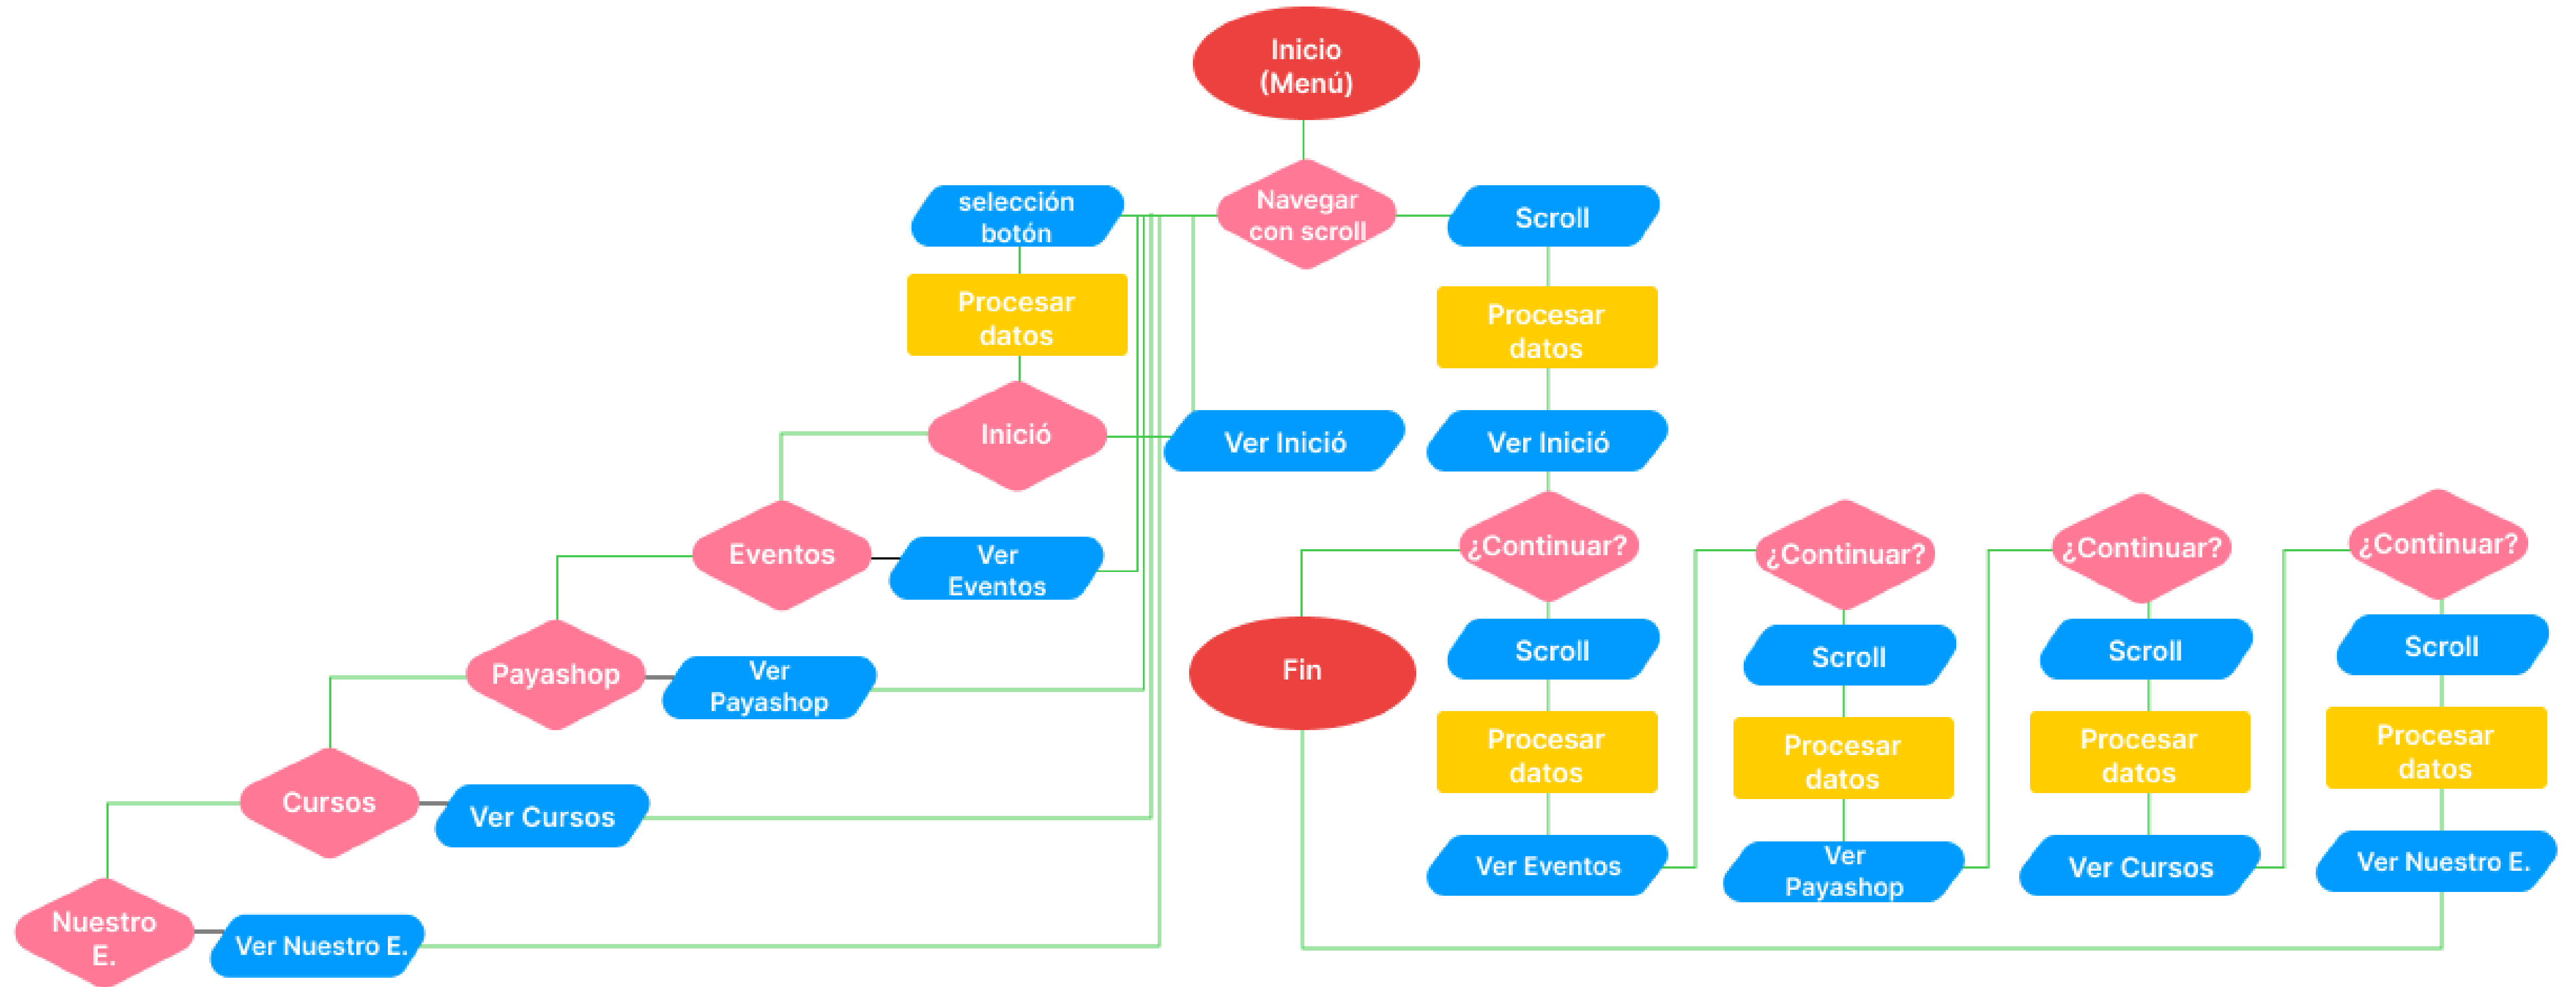 Inicio
(Menú)
selección
botón
Navegar
con scroll
Scroll
Procesar
datos
Procesar
datos
Inició
Ver Inició
Ver Inició
Eventos
Ver
Eventos
¿Continuar?
¿Continuar?
¿Continuar?
¿Continuar?
Payashop
Ver
Payashop
Fin
Scroll
Scroll
Scroll
Scroll
Procesar
datos
Procesar
datos
Procesar
datos
Procesar
datos
Cursos
Ver Cursos
Ver Eventos
Ver
Payashop
Ver Cursos
Ver Nuestro E.
Nuestro
E.
Ver Nuestro E.